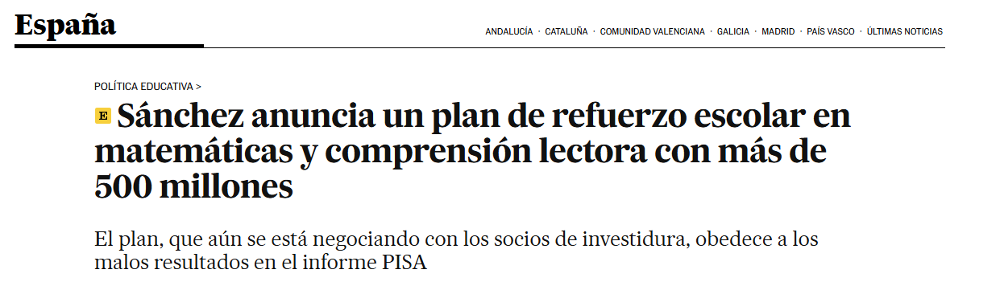 España
ANDALUCÍA · CATALUÑA · COMUNIDAD VALENCIANA · GALICIA · MADRID · PAÍS VASCO · ÚLTIMAS NOTICIAS
POLÍTICA EDUCATIVA >
E Sánchez anuncia un plan de refuerzo escolar en
matemáticas y comprensión lectora con más de
500 millones
El plan, que aún se está negociando con los socios de investidura, obedece a los
malos resultados en el informe PISA